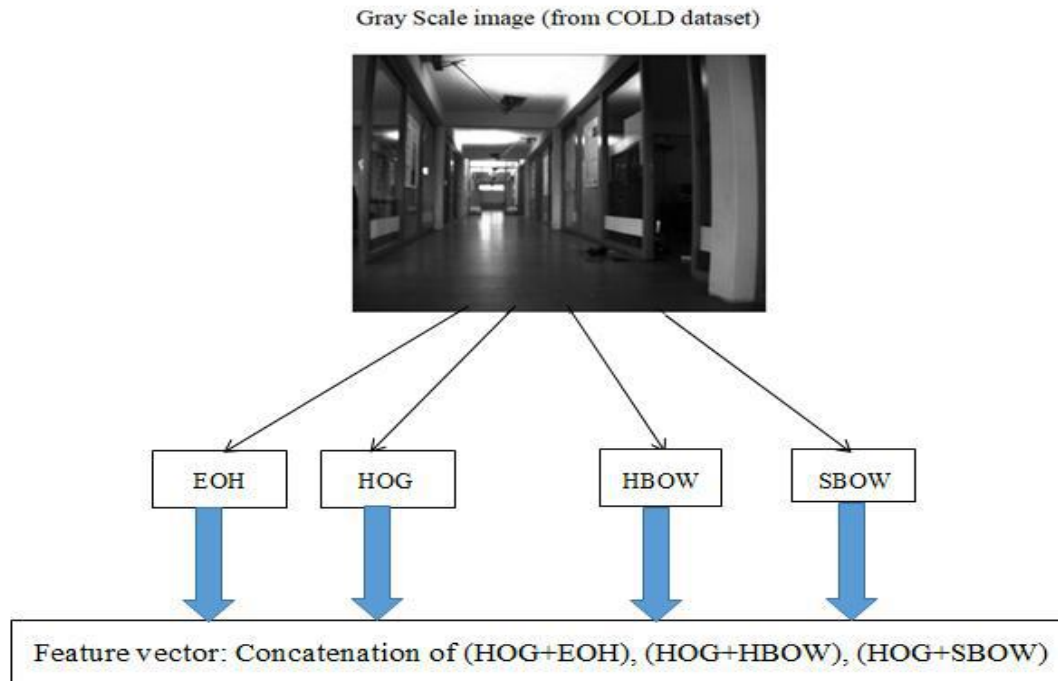 Gray Scale image (from COLD dataset)
EOH
HOG
HBOW
SBOW
Feature vector: Concatenation of (HOG+EOH), (HOG+HBOW), (HOG+SBOW)